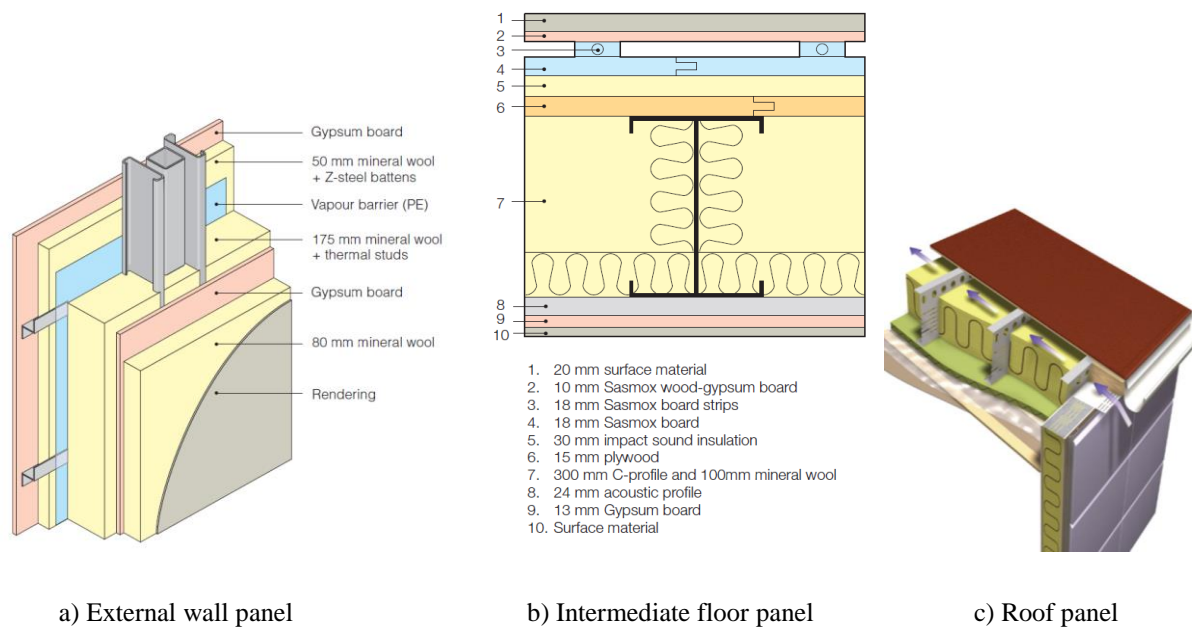 Gypsum board
50 mm mineral wool
+ Z-steel battens
Vapour barrier (PE)
175 mm mineral wool
+ thermal studs
Gypsum board
80 mm mineral wool
Rendering
1
2
3
4
5
6
7
8
9
10
1. 20 mm surface material
2. 10 mm Sasmox wood-gypsum board
3. 18 mm Sasmox board strips
4. 18 mm Sasmox board
5. 30 mm impact sound insulation
6. 15 mm plywood
7. 300 mm C-profile and 100mm mineral wool
8. 24 mm acoustic profile
9. 13 mm Gypsum board
10. Surface material
a) External wall panel
b) Intermediate floor panel
c) Roof panel